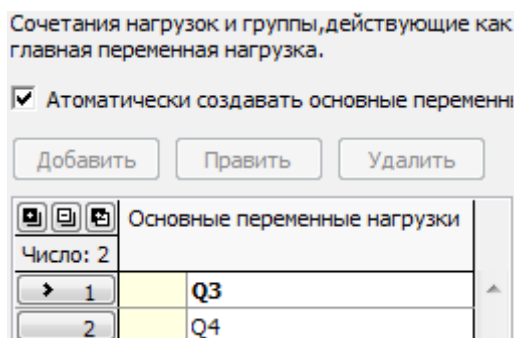 Сочетания нагрузок и группы,действующие как
главная переменная нагрузка.
Атоматически создавать основные
Добавить Править Удалить
Основные переменные нагрузки
Число: 2
1 Q3
2 Q4